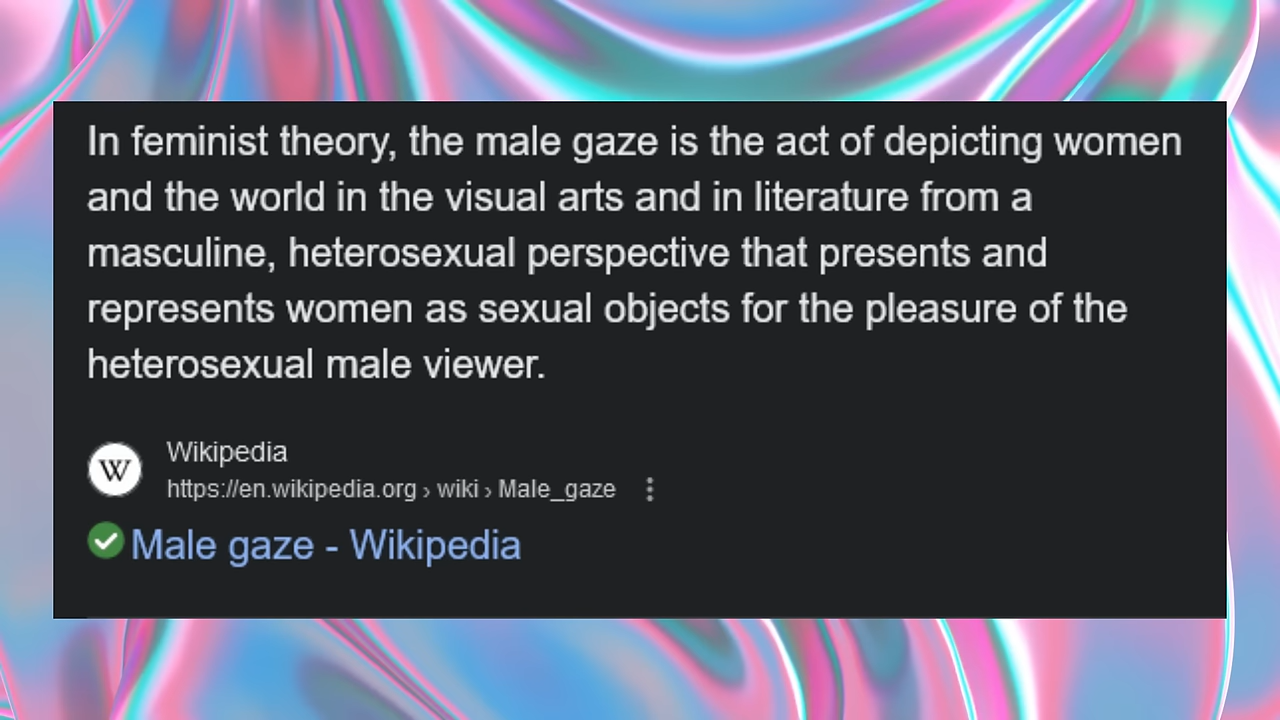 In feminist theory, the male gaze is the act of depicting women
and the world in the visual arts and in literature from a
masculine, heterosexual perspective that presents and
represents women as sexual objects for the pleasure of the
heterosexual male viewer.
W
Wikipedia
https://en.wikipedia.org › wiki › Male_gaze
Male gaze - Wikipedia